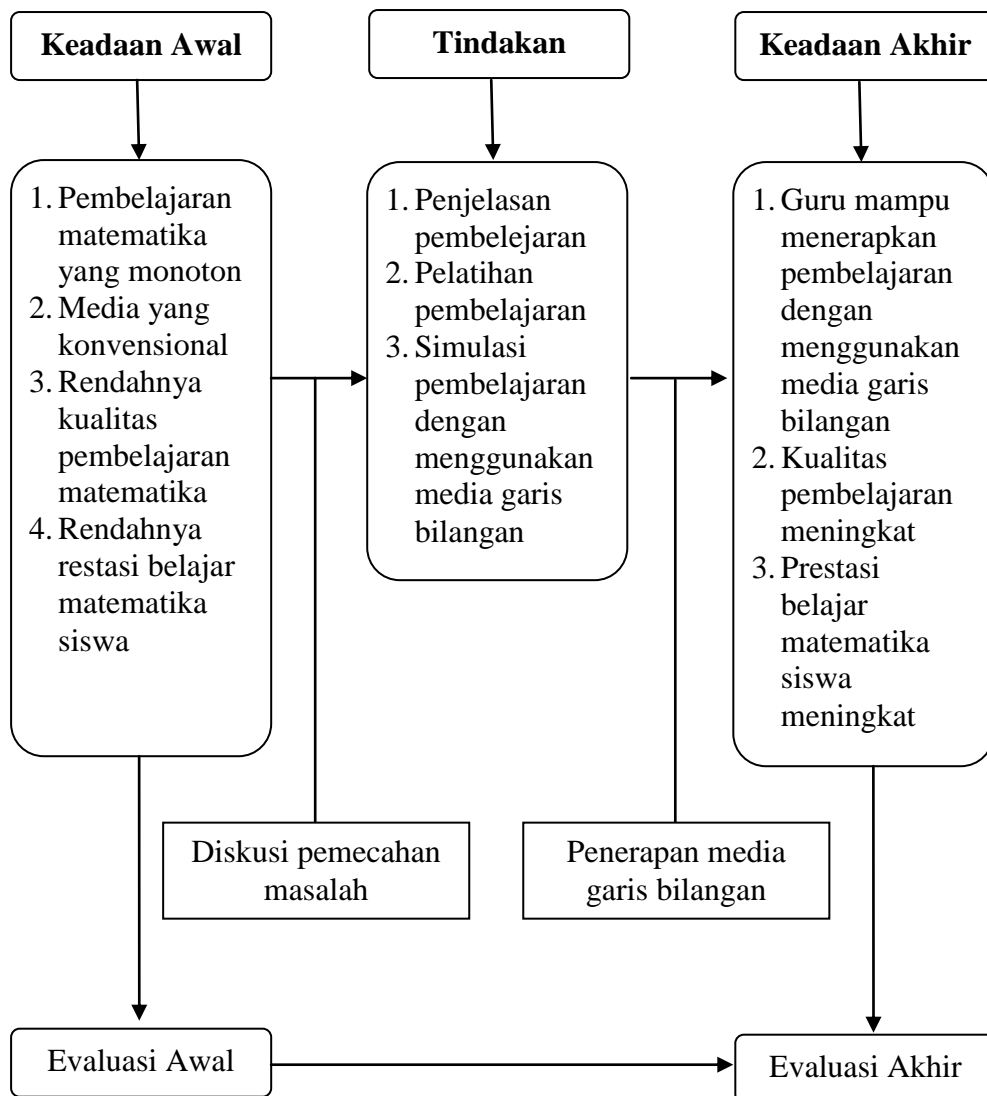 Keadaan Awal
Tindakan
Keadaan Akhir
1. Pembelajaran
matematika
yang monoton
2. Media yang
konvensional
3. Rendahnya
kualitas
pembelajaran
matematika
4. Rendahnya
restasi belajar
matematika
siswa
1. Penjelasan
pembelejaran
2. Pelatihan
pembelajaran
3. Simulasi
pembelajaran
dengan
menggunakan
media garis
bilangan
1. Guru mampu
menerapkan
pembelajaran
dengan
menggunakan
media garis
bilangan
2. Kualitas
pembelajaran
meningkat
3. Prestasi
belajar
matematika
siswa
meningkat
Diskusi pemecahan
masalah
Penerapan media
garis bilangan
Evaluasi Awal
Evaluasi Akhir